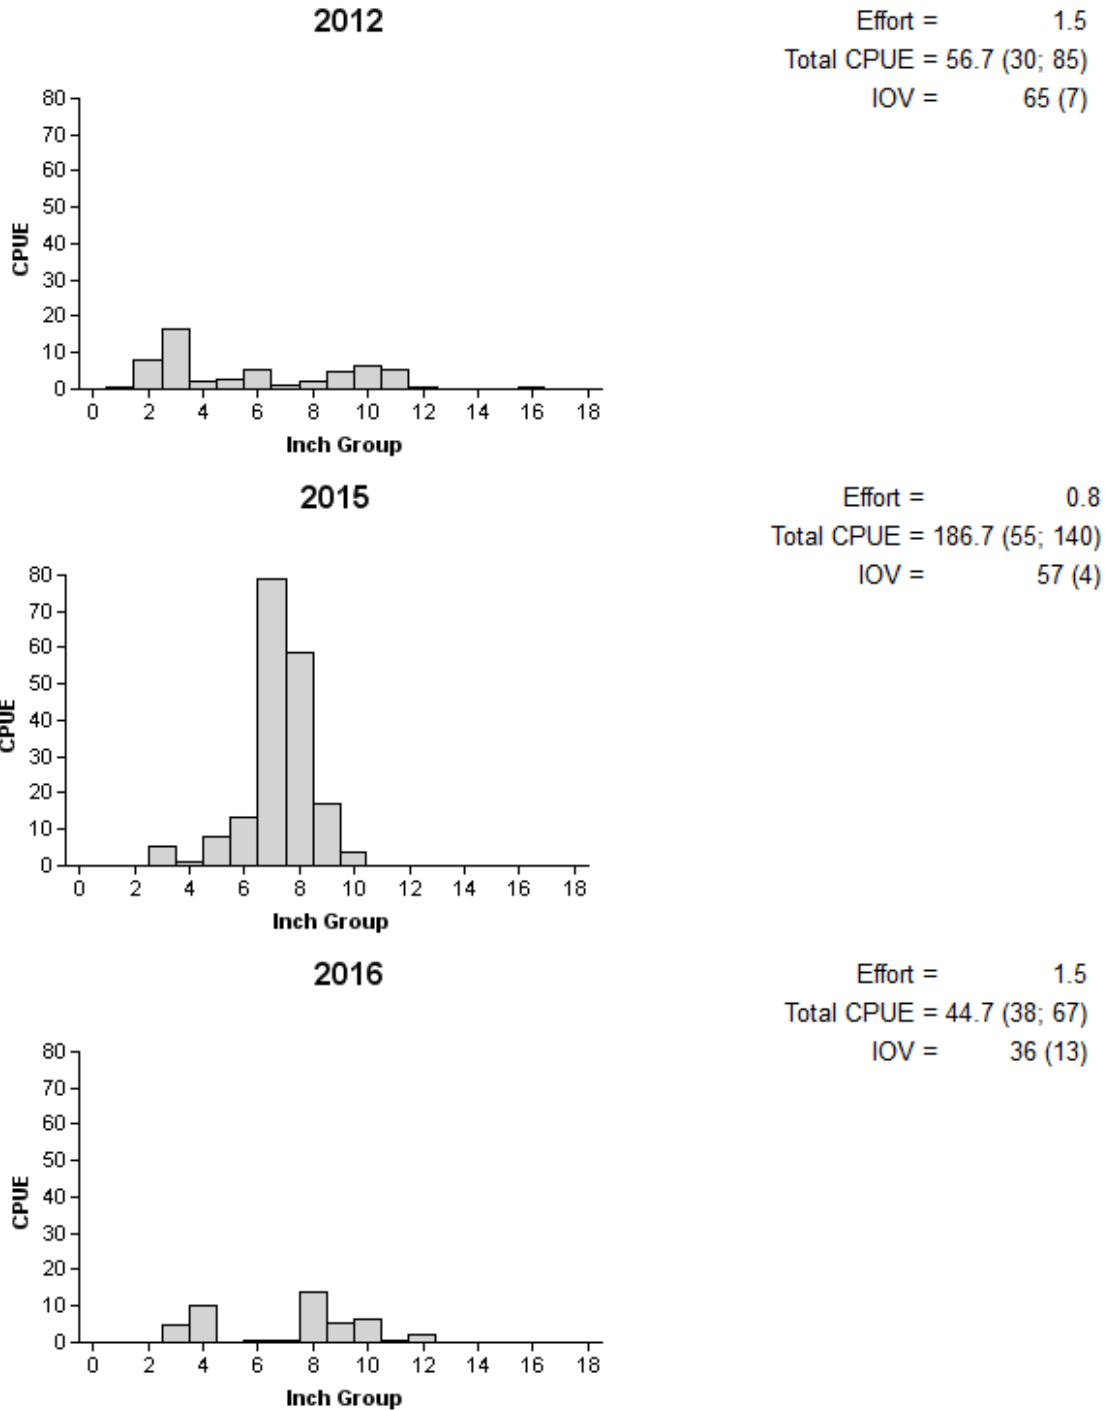 2012
Effort = 1.5
Total CPUE = 56.7 (30; 85)
IOV = 65 (7)
80
70
60
50
40
30
20
10
0
CPUE
0 2 4 6 8 10 12 14 16 18
Inch Group
2015
Effort = 0.8
Total CPUE = 186.7 (55; 140)
IOV = 57 (4)
80
70
60
50
40
30
20
10
0
CPUE
0 2 4 6 8 10 12 14 16 18
Inch Group
2016
Effort = 1.5
Total CPUE = 44.7 (38; 67)
IOV = 36 (13)
80
70
60
50
40
30
20
10
0
CPUE
0 2 4 6 8 10 12 14 16 18
Inch Group